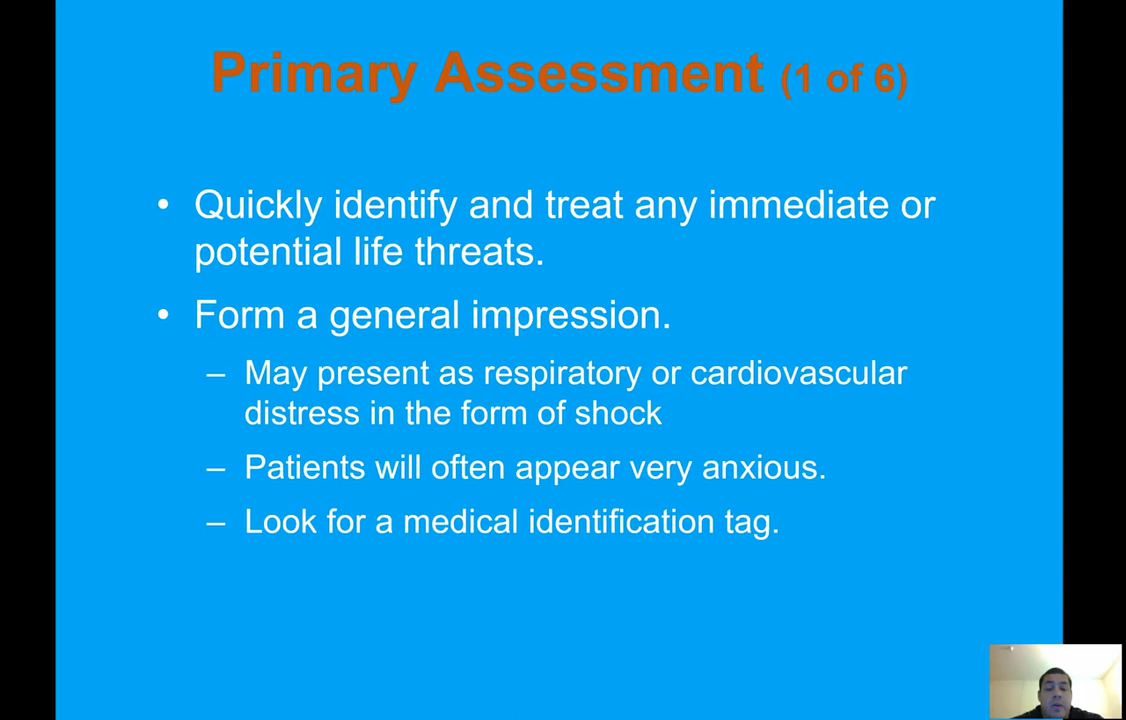 Primary Assessment (1 of 6)
• Quickly identify and treat any immediate or
potential life threats.
• Form a general impression.
– May present as respiratory or cardiovascular
distress in the form of shock
– Patients will often appear very anxious.
– Look for a medical identification tag.